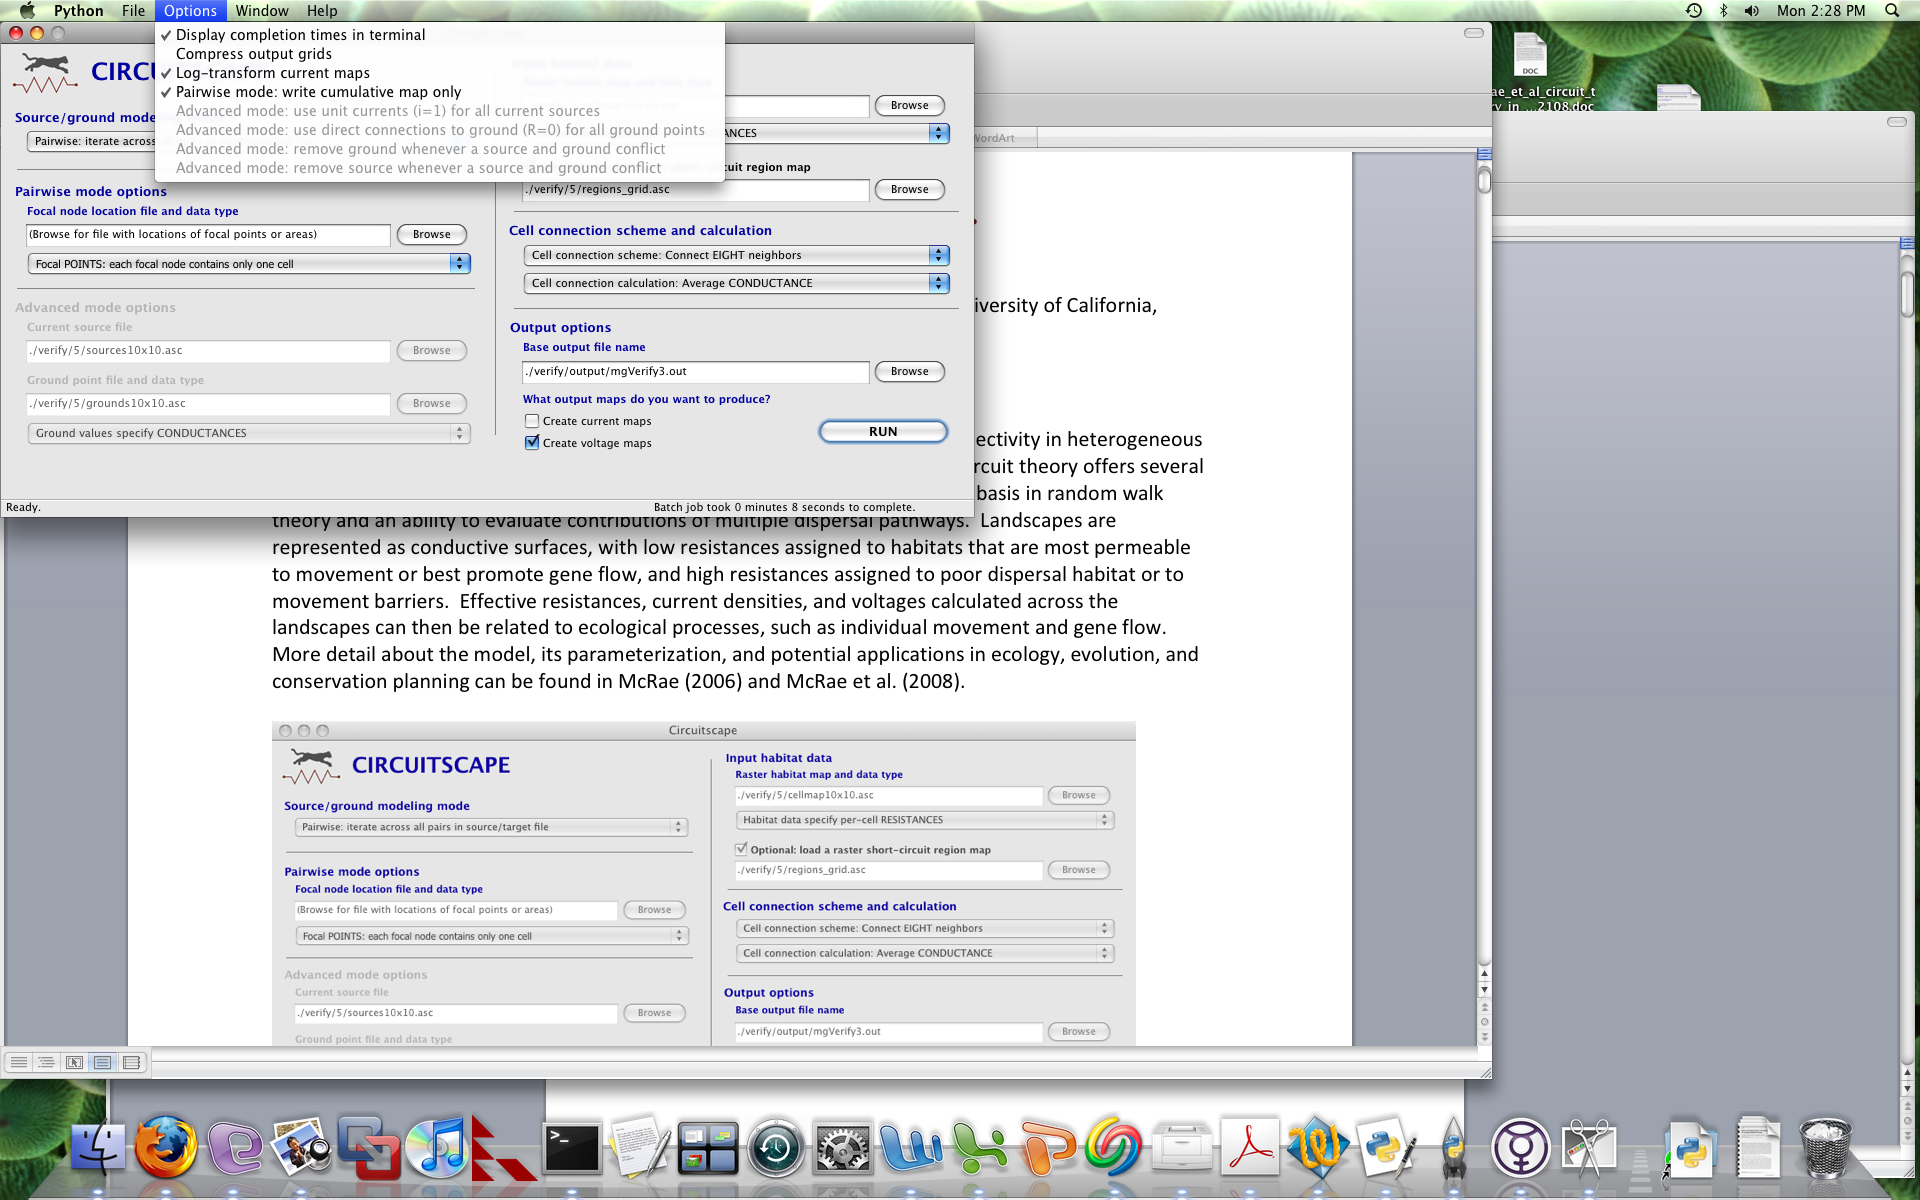 Python File Options Window Help
Mon 2:28 PM
Display completion times in terminal
Compress output grids
Log-transform current maps
Pairwise mode: write cumulative map only
Advanced mode: use unit currents (i=1) for all current sources
Advanced mode: use direct connections to ground (R=0) for all ground points
Advanced mode: remove ground whenever a source and ground conflict
Advanced mode: remove source whenever a source and ground conflict
CIRCU
Source/ground mode
Pairwise: iterate across
Pairwise mode options
Focal node location file and data type
(Browse for file with locations of focal points or areas)
Browse
Focal POINTS: each focal node contains only one cell
Advanced mode options
Current source file
./verify/5/sources10x10.asc
Browse
Ground point file and data type
./verify/5/grounds10x10.asc
Browse
Ground values specify CONDUCTANCES
Browse
ANCES
cuit region map
./verify/5/regions_grid.asc
Browse
Cell connection scheme and calculation
Cell connection scheme: Connect EIGHT neighbors
Cell connection calculation: Average CONDUCTANCE
Output options
Base output file name
./verify/output/mgVerify3.out
Browse
What output maps do you want to produce?
Create current maps
Create voltage maps
RUN
Ready.
Batch job took 0 minutes 8 seconds to complete.
DOC
ae_et_al_circuit_t
ry_in_...2108.doc
WordArt
iversity of California,
ectivity in heterogeneous
rcuit theory offers several
basis in random walk
theory and an ability to evaluate contributions of multiple dispersal pathways. Landscapes are
represented as conductive surfaces, with low resistances assigned to habitats that are most permeable
to movement or best promote gene flow, and high resistances assigned to poor dispersal habitat or to
movement barriers. Effective resistances, current densities, and voltages calculated across the
landscapes can then be related to ecological processes, such as individual movement and gene flow.
More detail about the model, its parameterization, and potential applications in ecology, evolution, and
conservation planning can be found in McRae (2006) and McRae et al. (2008).
Circuitscape
CIRCUITSCAPE
Source/ground modeling mode
Pairwise: iterate across all pairs in source/target file
Pairwise mode options
Focal node location file and data type
(Browse for file with locations of focal points or areas)
Browse
Focal POINTS: each focal node contains only one cell
Advanced mode options
Current source file
./verify/5/sources10x10.asc
Browse
Ground point file and data type
Input habitat data
Raster habitat map and data type
./verify/5/cellmap10x10.asc
Browse
Habitat data specify per-cell RESISTANCES
Optional: load a raster short-circuit region map
./verify/5/regions_grid.asc
Browse
Cell connection scheme and calculation
Cell connection scheme: Connect EIGHT neighbors
Cell connection calculation: Average CONDUCTANCE
Output options
Base output file name
./verify/output/mgVerify3.out
Browse